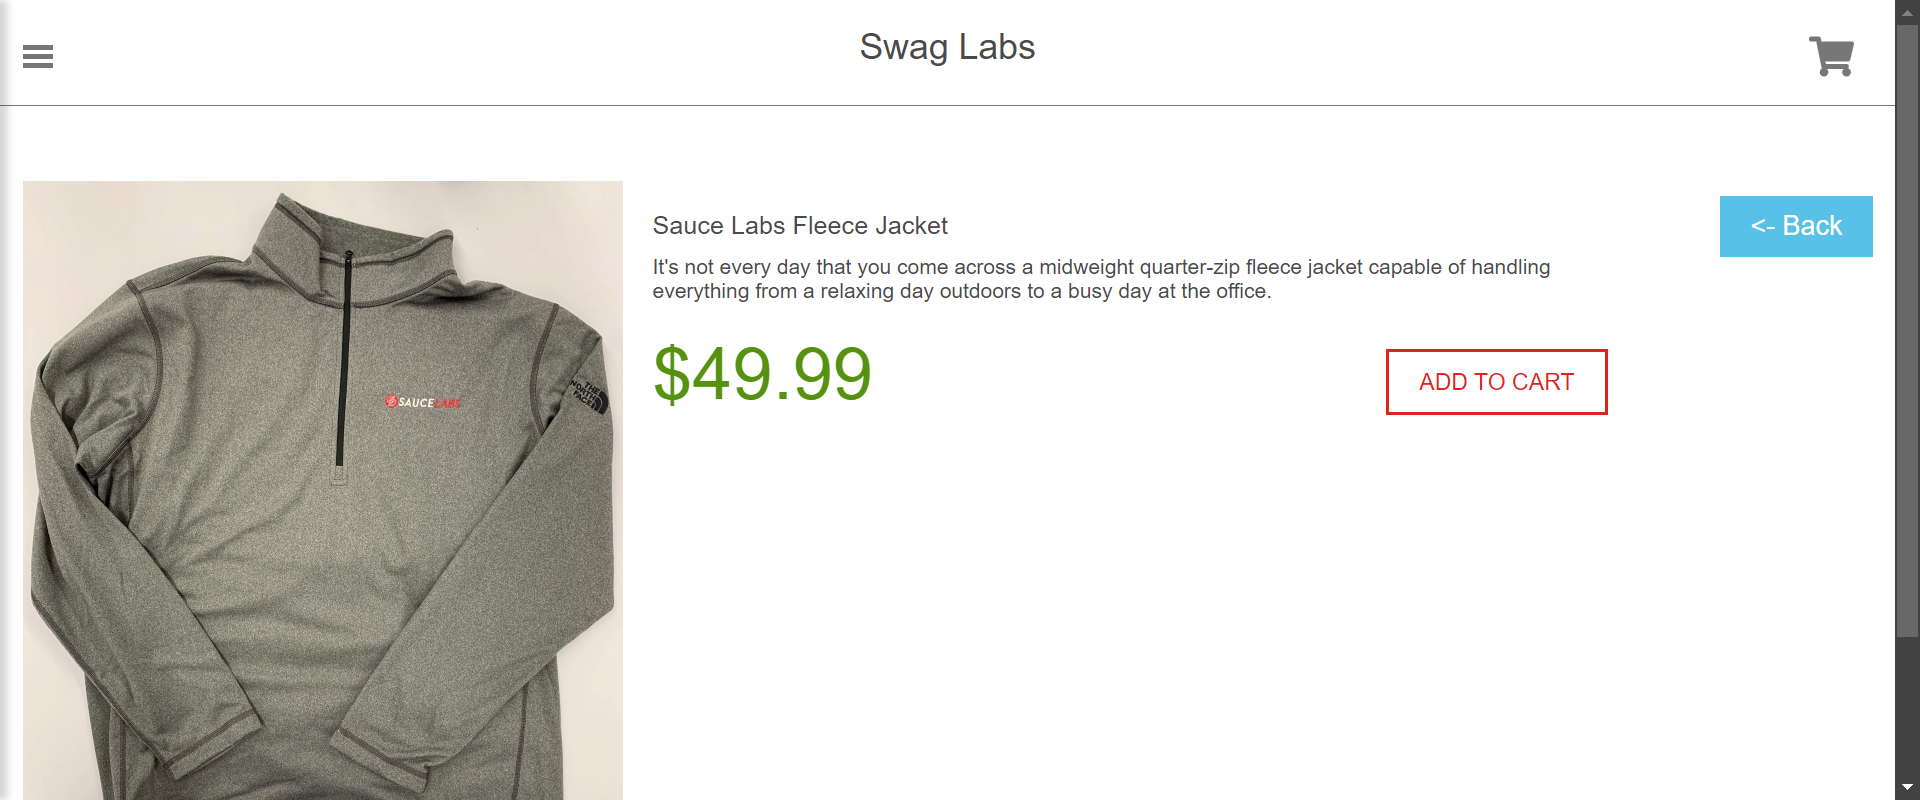 Swag Labs
<- Back
Sauce Labs Fleece Jacket
It's not every day that you come across a midweight quarter-zip fleece jacket capable of handling
everything from a relaxing day outdoors to a busy day at the office.
$49.99
ADD TO CART
SAUCELABS
THE
NORTH
FACE